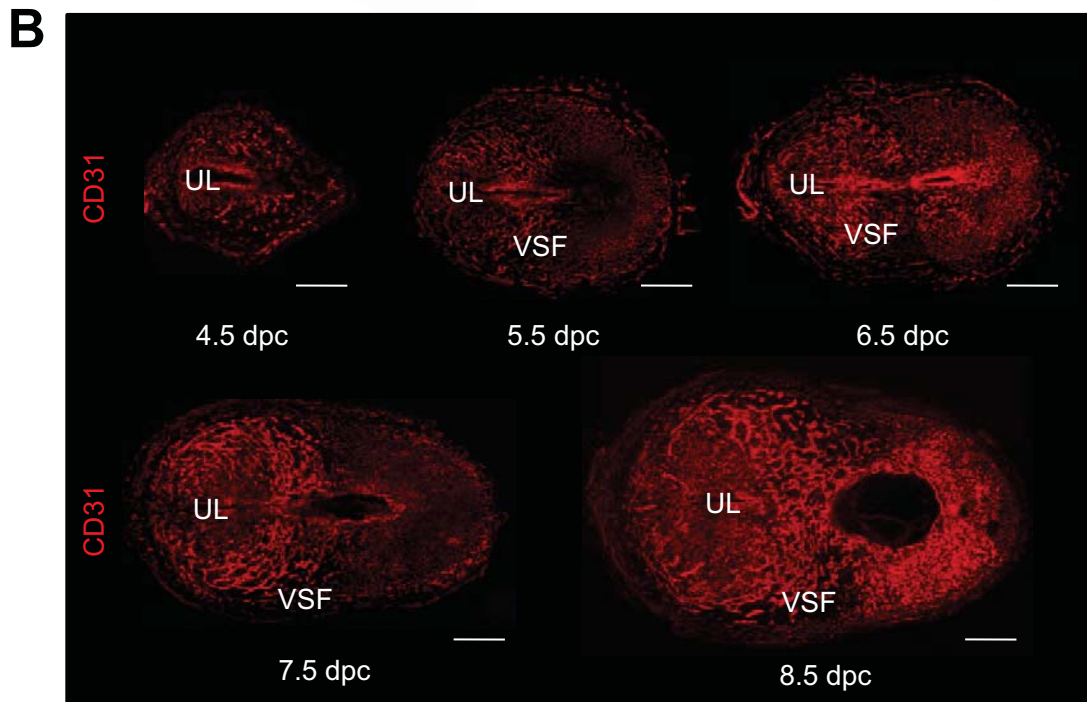 B
CD31
UL
UL
VSF
UL
VSF
4.5 dpc
5.5 dpc
6.5 dpc
CD31
UL
VSF
UL
VSF
7.5 dpc
8.5 dpc